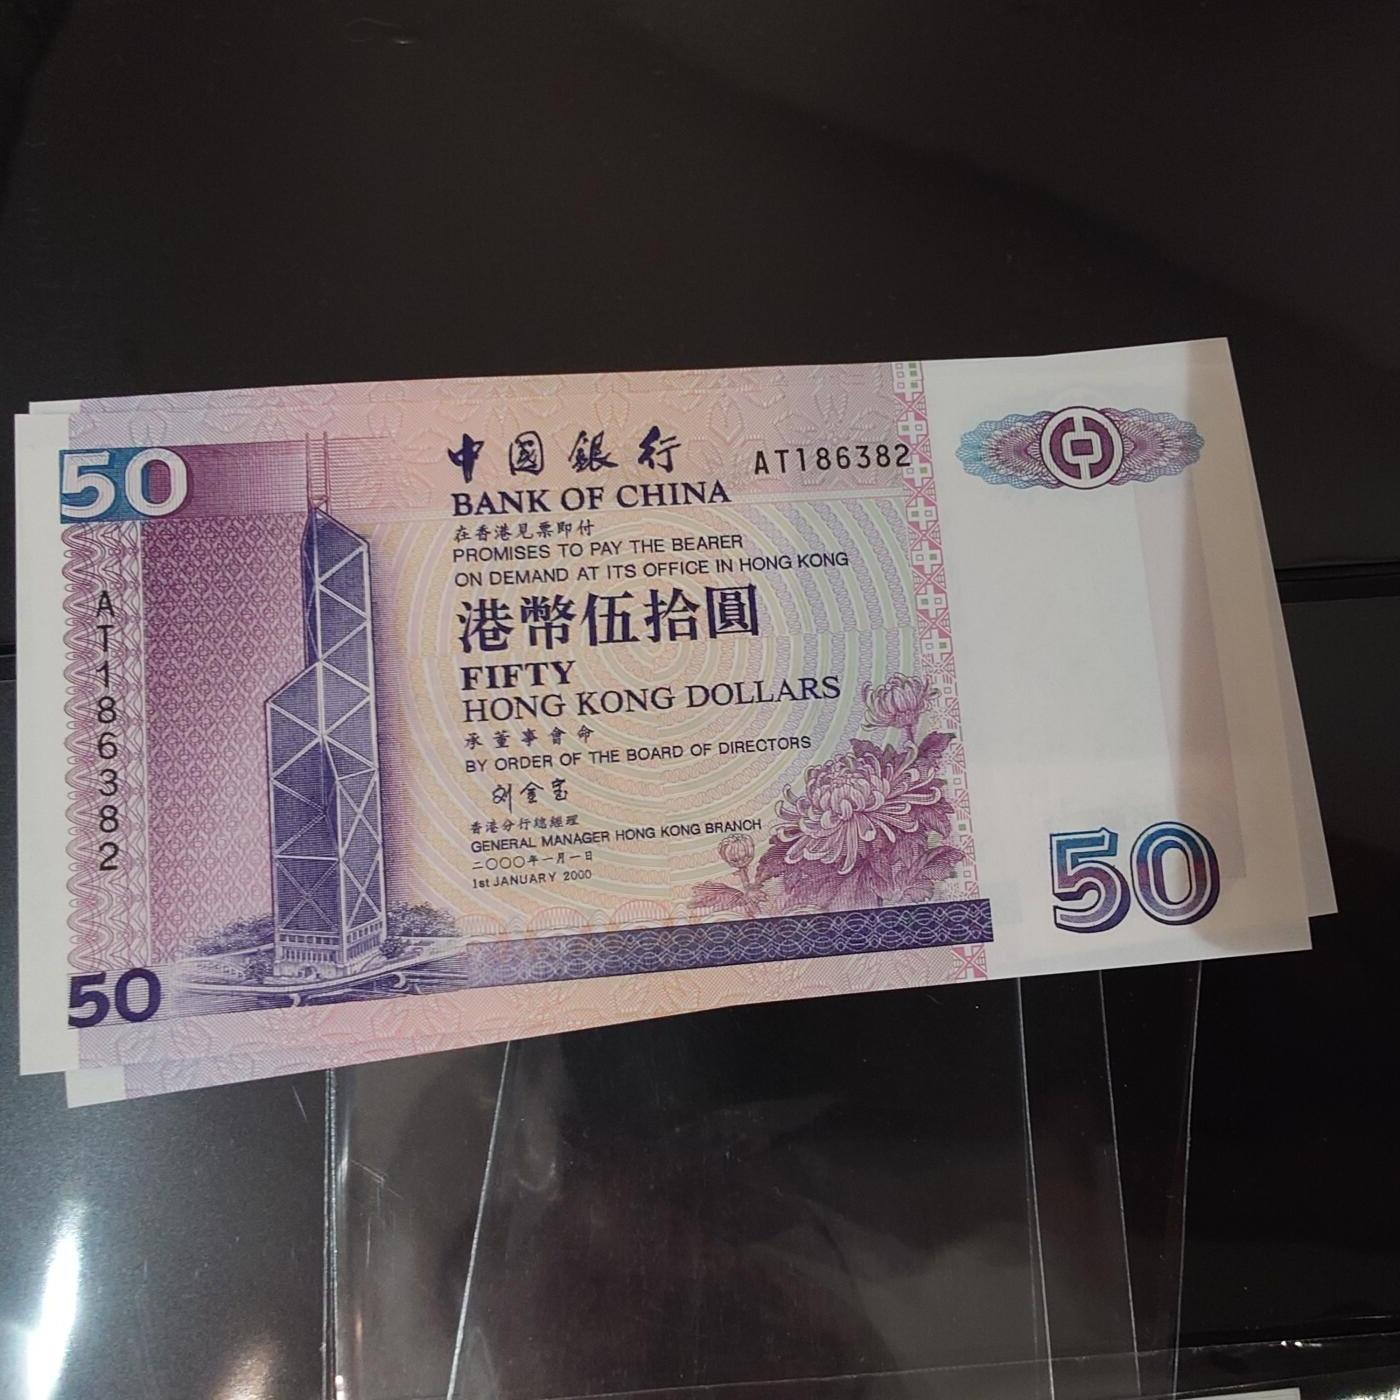 50
中國銀行
AT186382
BANK OF CHINA
在香港見票即付
PROMISES TO PAY THE BEARER
ON DEMAND AT ITS OFFICE IN HONG KONG
AT186382
港幣伍拾圓
FIFTY
HONG KONG DOLLARS
承董事會命
BY ORDER OF THE BOARD OF DIRECTORS
刘金宝
香港分行總經理
GENERAL MANAGER HONG KONG BRANCH
二〇〇〇年一月一日
1st JANUARY 2000
50
50